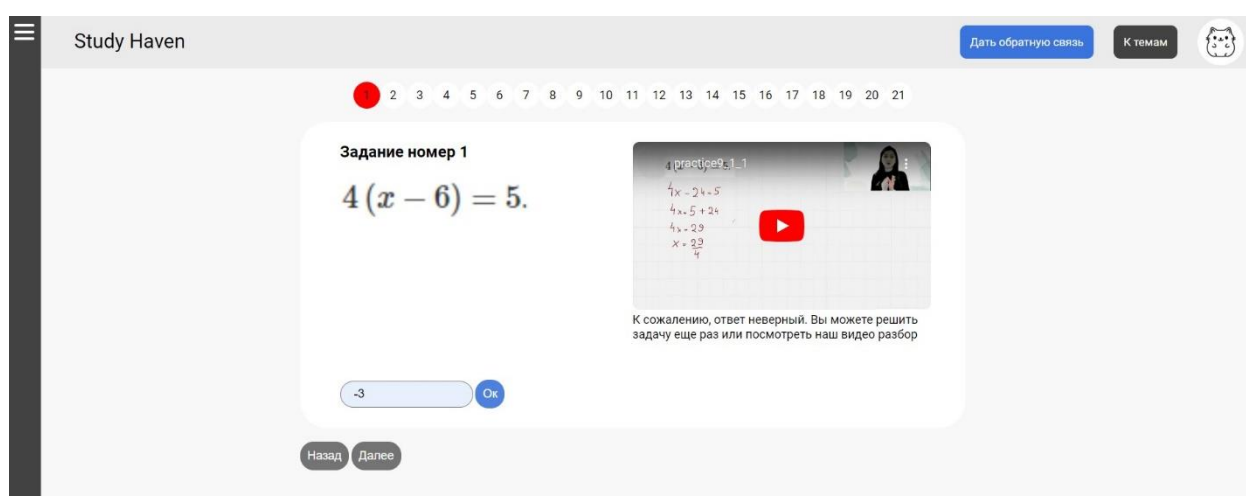 Study Haven
Дать обратную связь
К темам
1 2 3 4 5 6 7 8 9 10 11 12 13 14 15 16 17 18 19 20 21
Задание номер 1
4 (x − 6) = 5.
practice9_1_1
4x - 24 = 5
4x = 5 + 24
4x = 29
x = 29/4
К сожалению, ответ неверный. Вы можете решить
задачу еще раз или посмотреть наш видео разбор
-3
Ок
Назад Далее